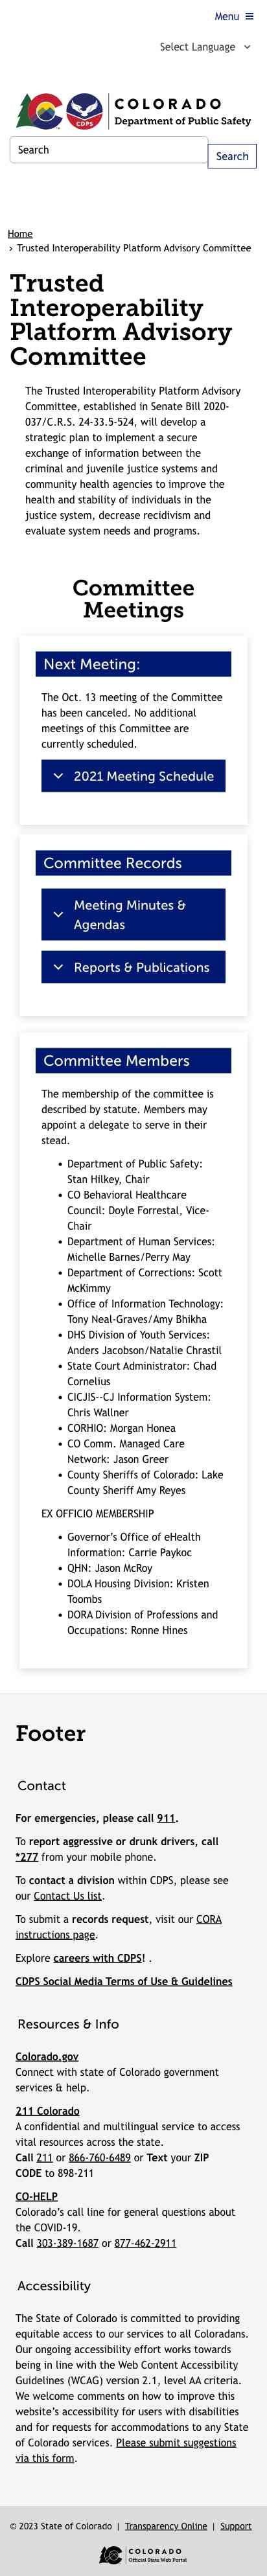 Menu
Select Language
CDPS
COLORADO
Department of Public Safety
Search
Search
Home
› Trusted Interoperability Platform Advisory Committee
Trusted
Interoperability
Platform Advisory
Committee
The Trusted Interoperability Platform Advisory
Committee, established in Senate Bill 2020-
037/C.R.S. 24-33.5-524, will develop a
strategic plan to implement a secure
exchange of information between the
criminal and juvenile justice systems and
community health agencies to improve the
health and stability of individuals in the
justice system, decrease recidivism and
evaluate system needs and programs.
Committee
Meetings
Next Meeting:
The Oct. 13 meeting of the Committee
has been canceled. No additional
meetings of this Committee are
currently scheduled.
2021 Meeting Schedule
Committee Records
Meeting Minutes &
Agendas
Reports & Publications
Committee Members
The membership of the committee is
described by statute. Members may
appoint a delegate to serve in their
stead.
• Department of Public Safety:
Stan Hilkey, Chair
• CO Behavioral Healthcare
Council: Doyle Forrestal, Vice-
Chair
• Department of Human Services:
Michelle Barnes/Perry May
• Department of Corrections: Scott
McKimmy
• Office of Information Technology:
Tony Neal-Graves/Amy Bhikha
• DHS Division of Youth Services:
Anders Jacobson/Natalie Chrastil
• State Court Administrator: Chad
Cornelius
• CICJIS--CJ Information System:
Chris Wallner
• CORHIO: Morgan Honea
• CO Comm. Managed Care
Network: Jason Greer
• County Sheriffs of Colorado: Lake
County Sheriff Amy Reyes
EX OFFICIO MEMBERSHIP
• Governor's Office of eHealth
Information: Carrie Paykoc
• QHN: Jason McRoy
• DOLA Housing Division: Kristen
Toombs
• DORA Division of Professions and
Occupations: Ronne Hines
Footer
Contact
For emergencies, please call 911.
To report aggressive or drunk drivers, call
*277 from your mobile phone.
To contact a division within CDPS, please see
our Contact Us list.
To submit a records request, visit our CORA
instructions page.
Explore careers with CDPS! .
CDPS Social Media Terms of Use & Guidelines
Resources & Info
Colorado.gov
Connect with state of Colorado government
services & help.
211 Colorado
A confidential and multilingual service to access
vital resources across the state.
Call 211 or 866-760-6489 or Text your ZIP
CODE to 898-211
CO-HELP
Colorado's call line for general questions about
the COVID-19.
Call 303-389-1687 or 877-462-2911
Accessibility
The State of Colorado is committed to providing
equitable access to our services to all Coloradans.
Our ongoing accessibility effort works towards
being in line with the Web Content Accessibility
Guidelines (WCAG) version 2.1, level AA criteria.
We welcome comments on how to improve this
website's accessibility for users with disabilities
and for requests for accommodations to any State
of Colorado services. Please submit suggestions
via this form.
© 2023 State of Colorado | Transparency Online | Support
COLORADO
Official State Web Portal